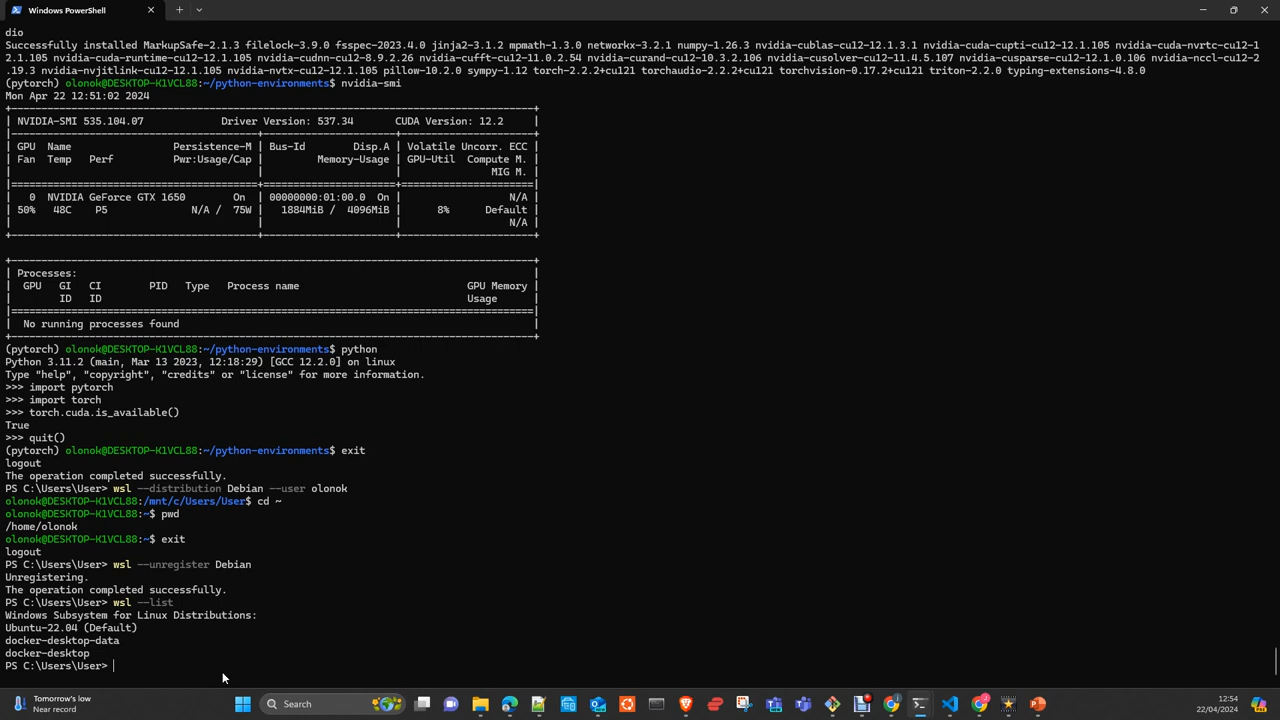 Windows PowerShell
dio
Successfully installed MarkupSafe-2.1.3 filelock-3.9.0 fsspec-2023.4.0 jinja2-3.1.2 mpmath-1.3.0 networkx-3.2.1 numpy-1.26.3 nvidia-cublas-cu12-12.1.3.1 nvidia-cuda-cupti-cu12-12.1.105 nvidia-cuda-nvrtc-cu12-1
2.1.105 nvidia-cuda-runtime-cu12-12.1.105 nvidia-cudnn-cu12-8.9.2.26 nvidia-cufft-cu12-11.0.2.54 nvidia-curand-cu12-10.3.2.106 nvidia-cusolver-cu12-11.4.5.107 nvidia-cusparse-cu12-12.1.0.106 nvidia-nccl-cu12-2
.19.3 nvidia-nvjitlink-cu12-12.1.105 nvidia-nvtx-cu12-12.1.105 pillow-10.2.0 sympy-1.12 torch-2.2.2+cu121 torchaudio-2.2.2+cu121 torchvision-0.17.2+cu121 triton-2.2.0 typing-extensions-4.8.0
(pytorch) olonok@DESKTOP-K1VCL88:~/python-environments$ nvidia-smi
Mon Apr 22 12:51:02 2024
NVIDIA-SMI 535.104.07 Driver Version: 537.34 CUDA Version: 12.2
GPU Name Persistence-M | Bus-Id Disp.A | Volatile Uncorr. ECC
Fan Temp Perf Pwr:Usage/Cap | Memory-Usage | GPU-Util Compute M.
MIG M.
0 NVIDIA GeForce GTX 1650 On | 00000000:01:00.0 On | N/A
50% 48C P5 N/A / 75W | 1884MiB / 4096MiB | 8% Default
N/A
Processes:
GPU GI CI PID Type Process name GPU Memory
ID ID Usage
No running processes found
(pytorch) olonok@DESKTOP-K1VCL88:~/python-environments$ python
Python 3.11.2 (main, Mar 13 2023, 12:18:29) [GCC 12.2.0] on linux
Type "help", "copyright", "credits" or "license" for more information.
>>> import pytorch
>>> import torch
>>> torch.cuda.is_available()
True
>>> quit()
(pytorch) olonok@DESKTOP-K1VCL88:~/python-environments$ exit
logout
The operation completed successfully.
PS C:\Users\User> wsl --distribution Debian --user olonok
olonok@DESKTOP-K1VCL88:/mnt/c/Users/User$ cd ~
olonok@DESKTOP-K1VCL88:~$ pwd
/home/olonok
olonok@DESKTOP-K1VCL88:~$ exit
logout
PS C:\Users\User> wsl --unregister Debian
Unregistering.
The operation completed successfully.
PS C:\Users\User> wsl --list
Windows Subsystem for Linux Distributions:
Ubuntu-22.04 (Default)
docker-desktop-data
docker-desktop
PS C:\Users\User>
Tomorrow's low
Near record
Search
12:54
22/04/2024